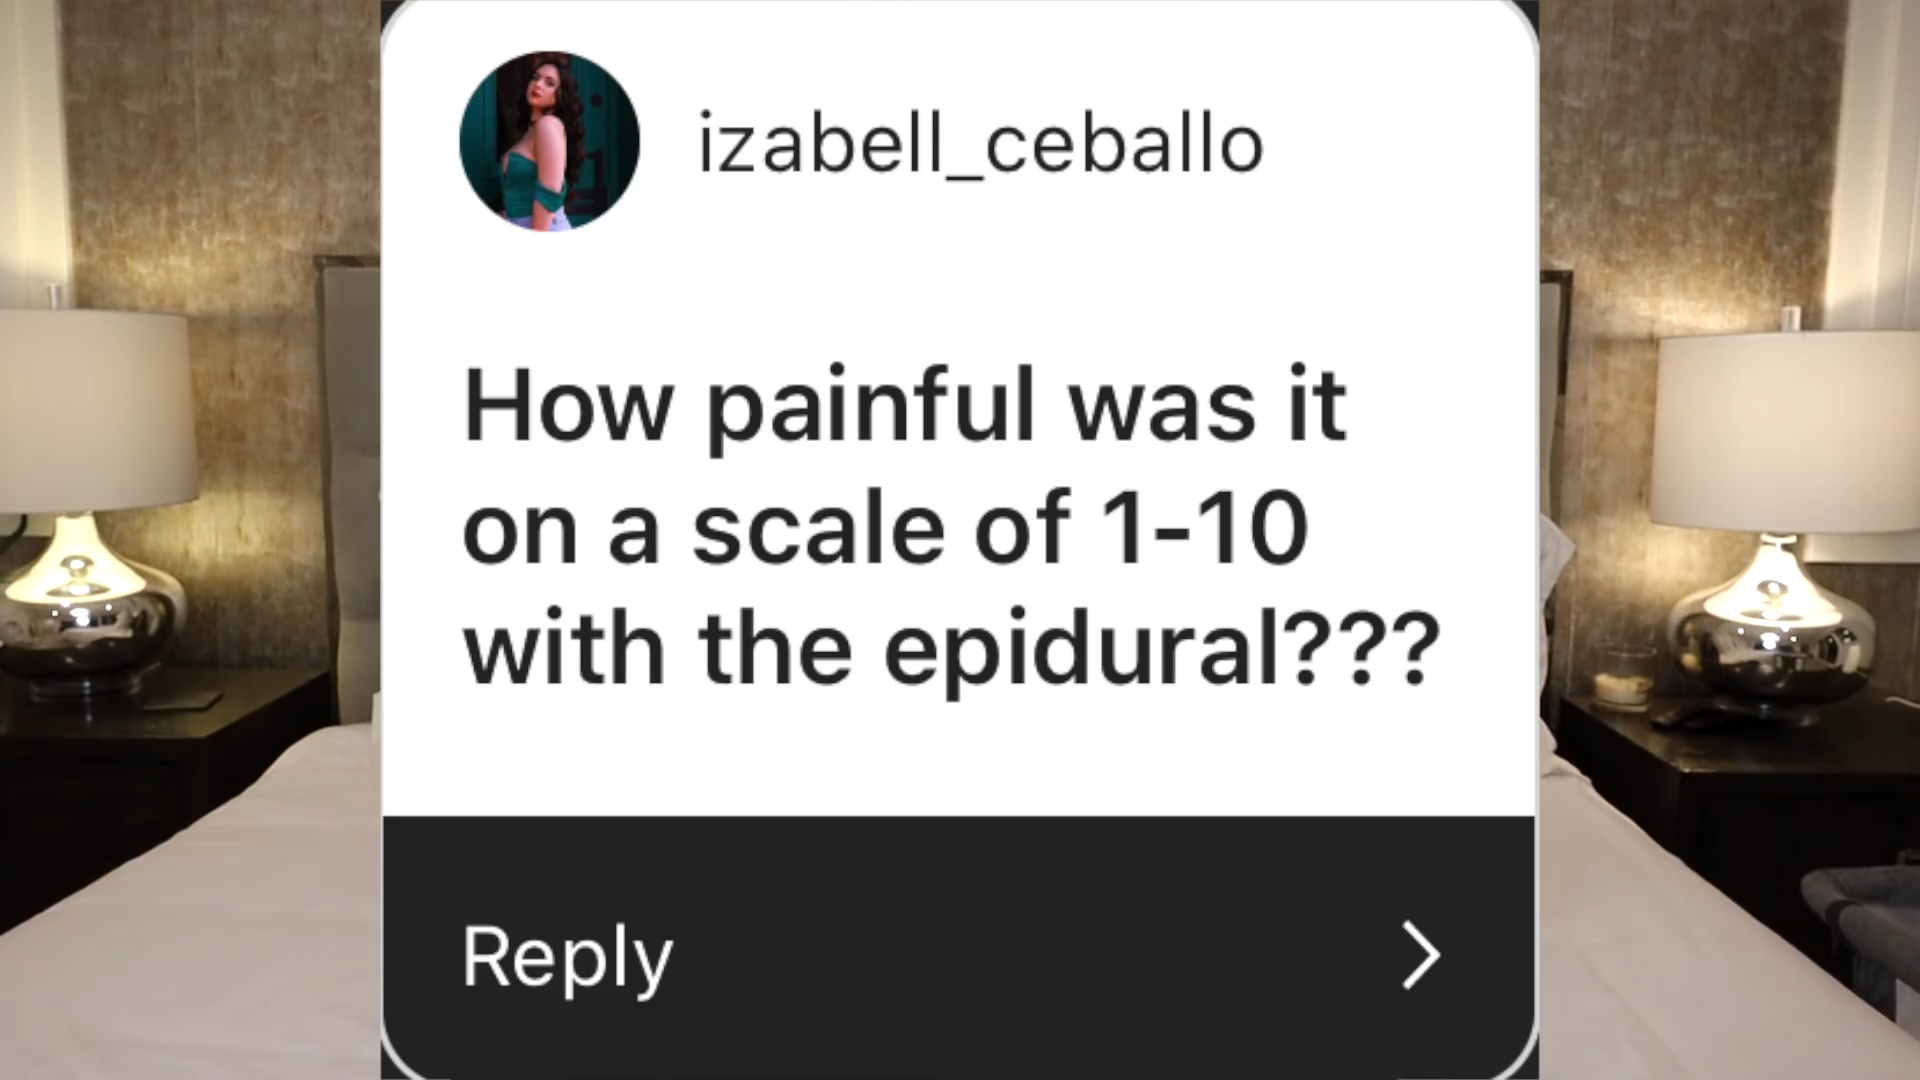 izabell_ceballo
How painful was it
on a scale of 1-10
with the epidural???
Reply